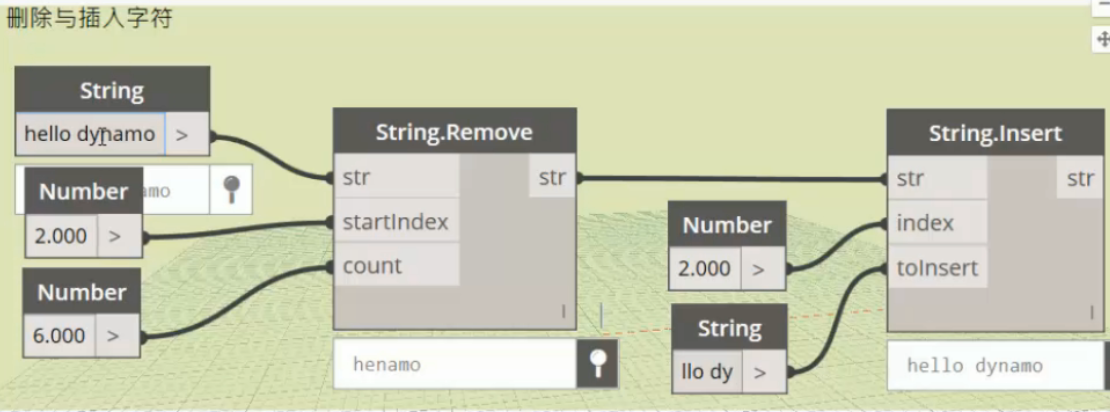 删除与插入字符
String
hello dynamo >
amo
Number
2.000 >
Number
6.000 >
String.Remove
str str
startIndex
count
l
henamo
Number
2.000 >
String
llo dy >
String.Insert
str str
index
toInsert
l
hello dynamo